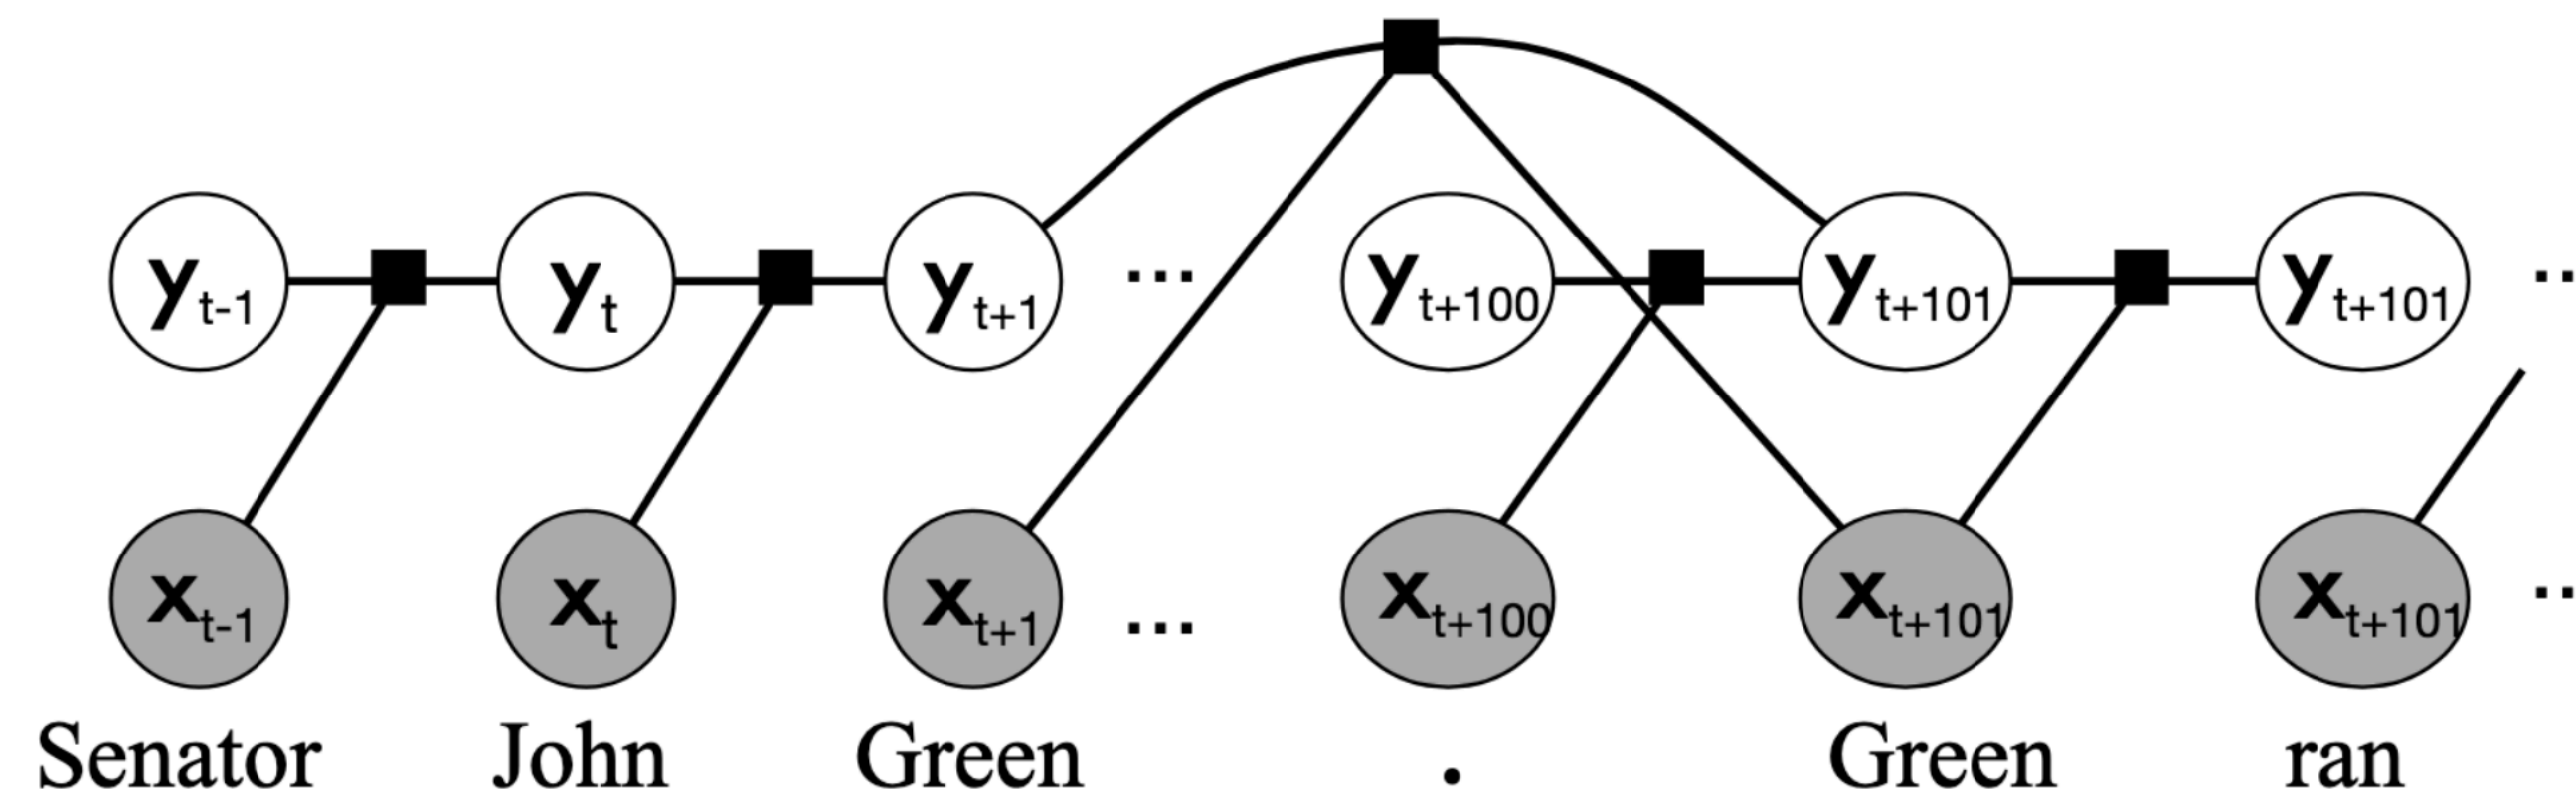 y t-1 y t y t+1 ... y t+100 y t+101 y t+101 ..
x t-1 x t x t+1 ... x t+100 x t+101 x t+101 ..
Senator John Green . Green ran